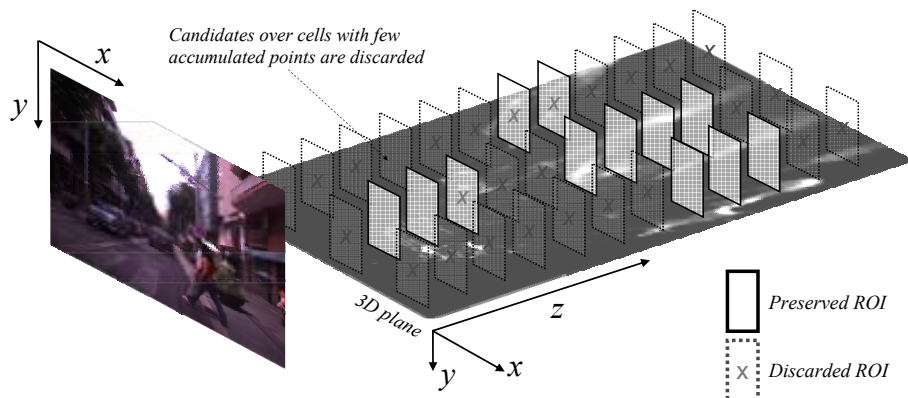 Candidates over cells with few
accumulated points are discarded
x
y
3D plane
z
y
x
Preserved ROI
X
Discarded ROI